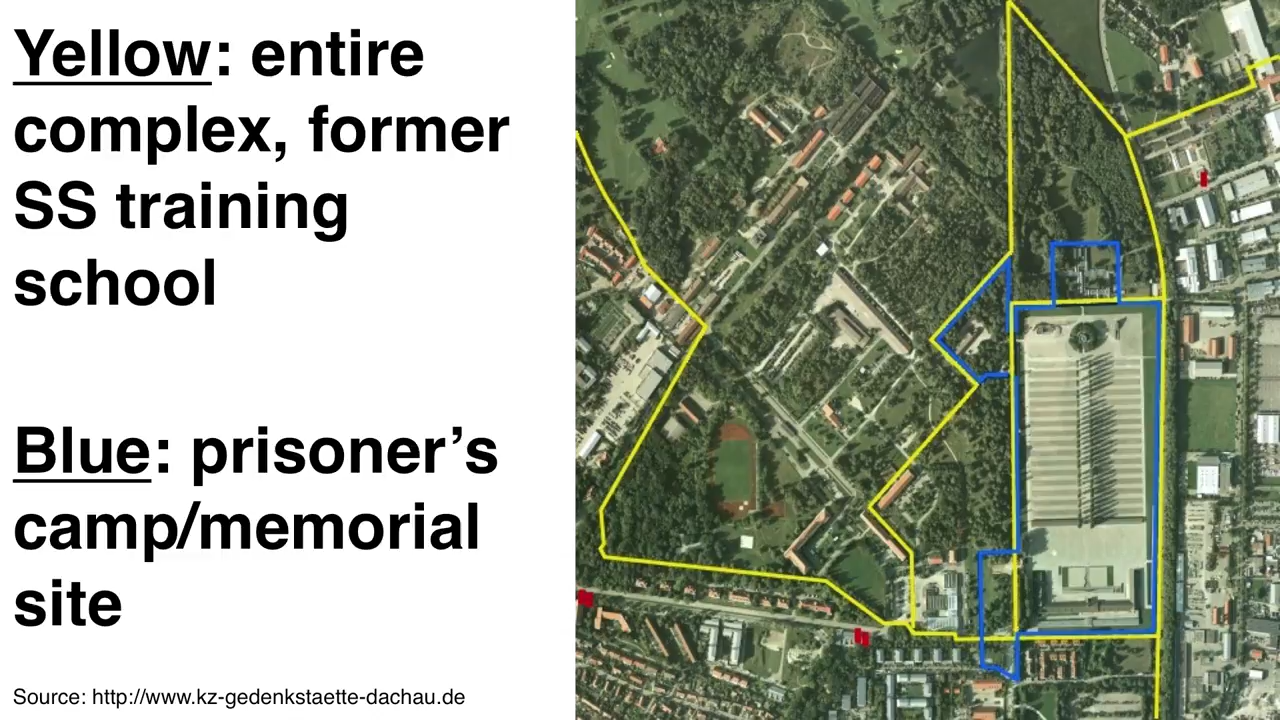 Yellow: entire
complex, former
SS training
school
Blue: prisoner’s
camp/memorial
site
Source: http://www.kz-gedenkstaette-dachau.de